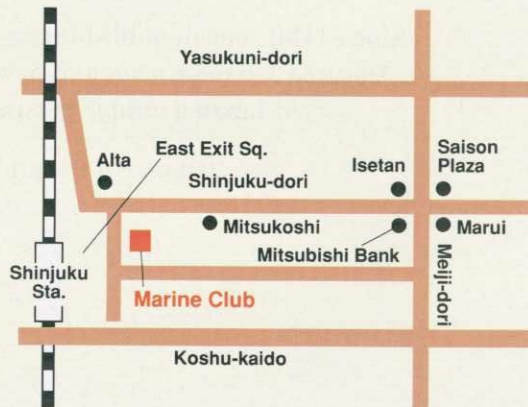 Yasukuni-dori
East Exit Sq.
Alta
Shinjuku-dori
Isetan
Saison
Plaza
Mitsukoshi
Mitsubishi Bank
Marui
Shinjuku
Sta.
Marine Club
Meiji-dori
Koshu-kaido